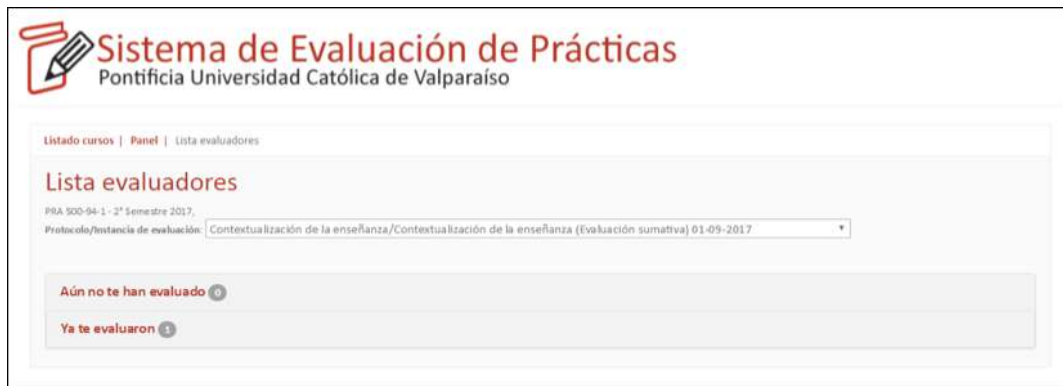 Sistema de Evaluación de Prácticas
Pontificia Universidad Católica de Valparaíso
Listado cursos | Panel | Lista evaluadores
Lista evaluadores
PRA 500-94-1 - 2° Semestre 2017,
Protocolo/Instancia de evaluación: Contextualización de la enseñanza/Contextualización de la enseñanza (Evaluación sumativa) 01-09-2017
Aún no te han evaluado 0
Ya te evaluaron 1